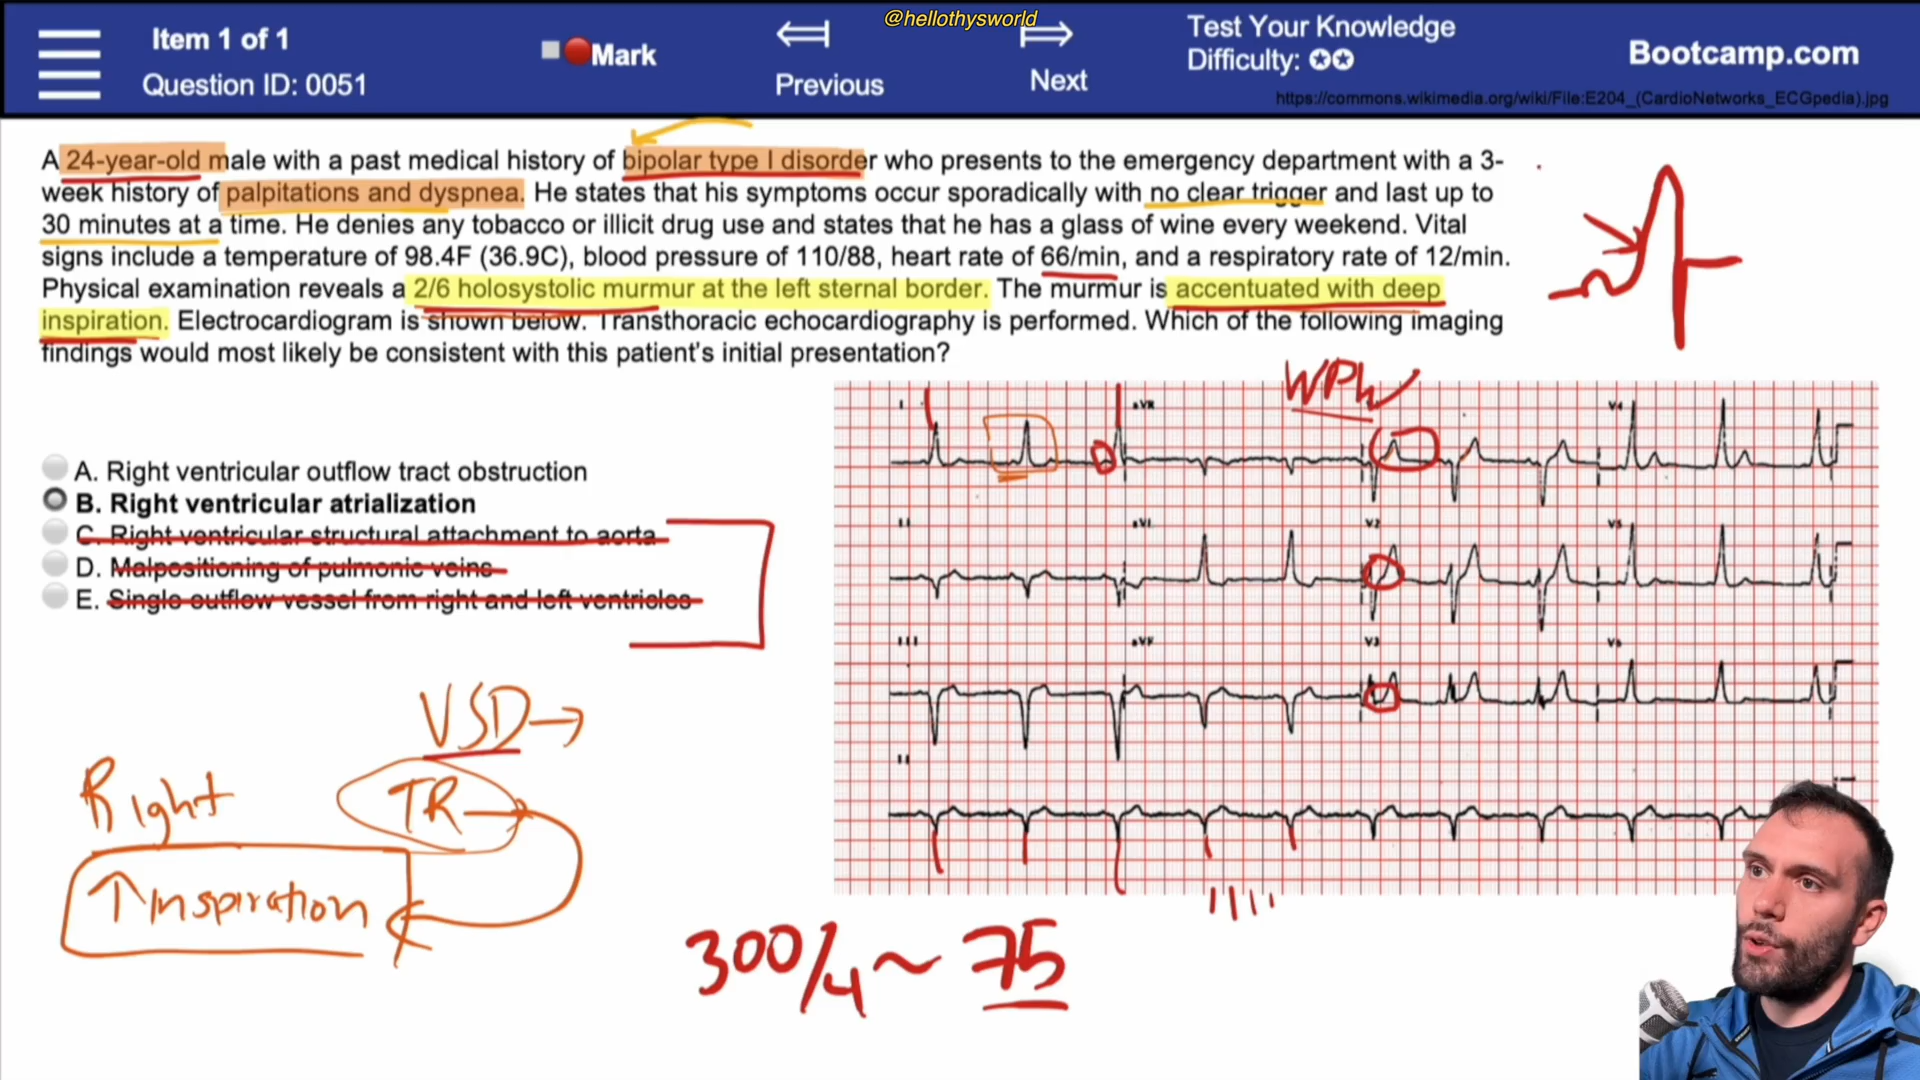 @hellothysworld
Item 1 of 1
Question ID: 0051
Mark
Previous
Next
Test Your Knowledge
Difficulty: ✪✪
Bootcamp.com
https://commons.wikimedia.org/wiki/File:E204_(CardioNetworks_ECGpedia).jpg
A 24-year-old male with a past medical history of bipolar type I disorder who presents to the emergency department with a 3-
week history of palpitations and dyspnea. He states that his symptoms occur sporadically with no clear trigger and last up to
30 minutes at a time. He denies any tobacco or illicit drug use and states that he has a glass of wine every weekend. Vital
signs include a temperature of 98.4F (36.9C), blood pressure of 110/88, heart rate of 66/min, and a respiratory rate of 12/min.
Physical examination reveals a 2/6 holosystolic murmur at the left sternal border. The murmur is accentuated with deep
inspiration. Electrocardiogram is shown below. Transthoracic echocardiography is performed. Which of the following imaging
findings would most likely be consistent with this patient's initial presentation?
WPW
A. Right ventricular outflow tract obstruction
B. Right ventricular atrialization
C. Right ventricular structural attachment to aorta
D. Malpositioning of pulmonic veins
E. Single outflow vessel from right and left ventricles
I
aVR
V4
II
aVL
V2
V5
III
aVF
V3
II
VSD→
Right
TR
↑Inspiration
300/4 ~ 75